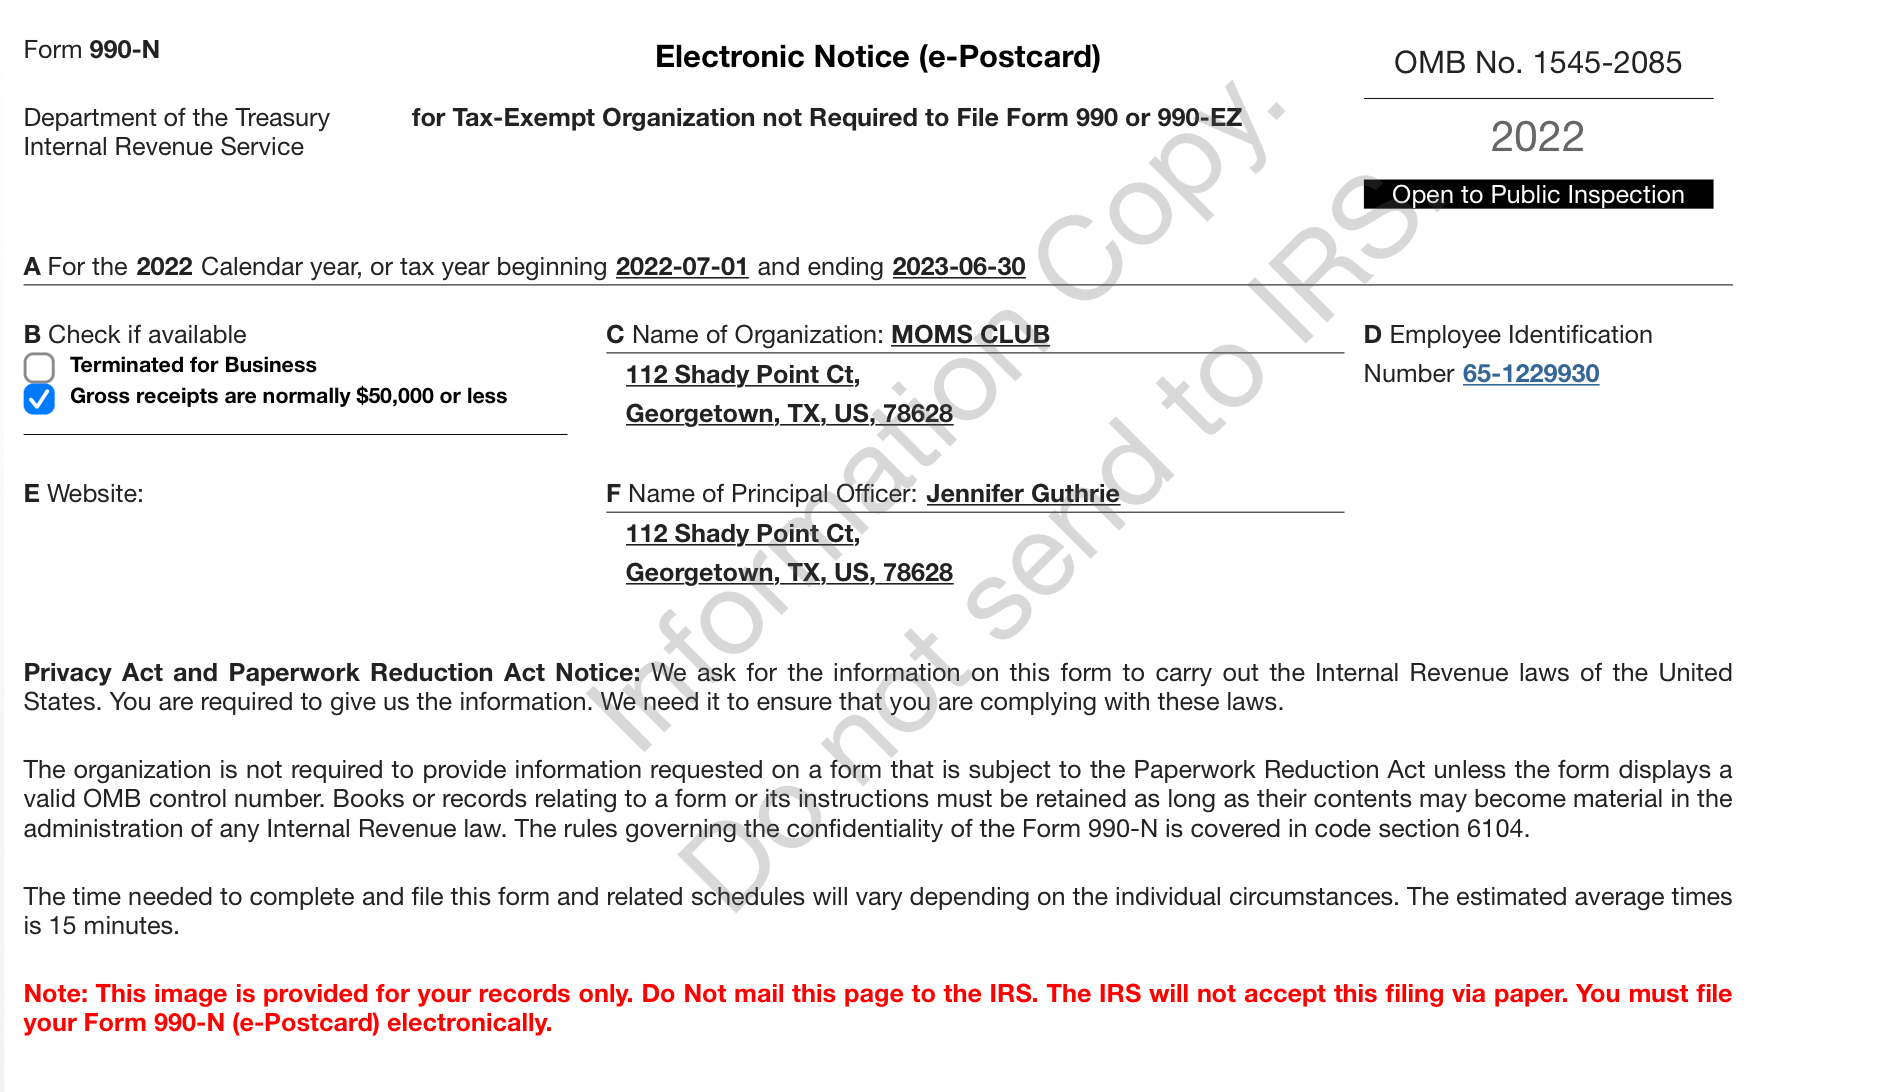 Form 990-N
Electronic Notice (e-Postcard)
OMB No. 1545-2085
Department of the Treasury
Internal Revenue Service
for Tax-Exempt Organization not Required to File Form 990 or 990-EZ
2022
Open to Public Inspection
A For the 2022 Calendar year, or tax year beginning 2022-07-01 and ending 2023-06-30
B Check if available
Terminated for Business
Gross receipts are normally $50,000 or less
C Name of Organization: MOMS CLUB
112 Shady Point Ct,
Georgetown, TX, US, 78628
D Employee Identification
Number 65-1229930
E Website:
F Name of Principal Officer: Jennifer Guthrie
112 Shady Point Ct,
Georgetown, TX, US, 78628
Privacy Act and Paperwork Reduction Act Notice: We ask for the information on this form to carry out the Internal Revenue laws of the United
States. You are required to give us the information. We need it to ensure that you are complying with these laws.
The organization is not required to provide information requested on a form that is subject to the Paperwork Reduction Act unless the form displays a
valid OMB control number. Books or records relating to a form or its instructions must be retained as long as their contents may become material in the
administration of any Internal Revenue law. The rules governing the confidentiality of the Form 990-N is covered in code section 6104.
The time needed to complete and file this form and related schedules will vary depending on the individual circumstances. The estimated average times
is 15 minutes.
Note: This image is provided for your records only. Do Not mail this page to the IRS. The IRS will not accept this filing via paper. You must file
your Form 990-N (e-Postcard) electronically.
Information Copy.
Do not send to IRS.